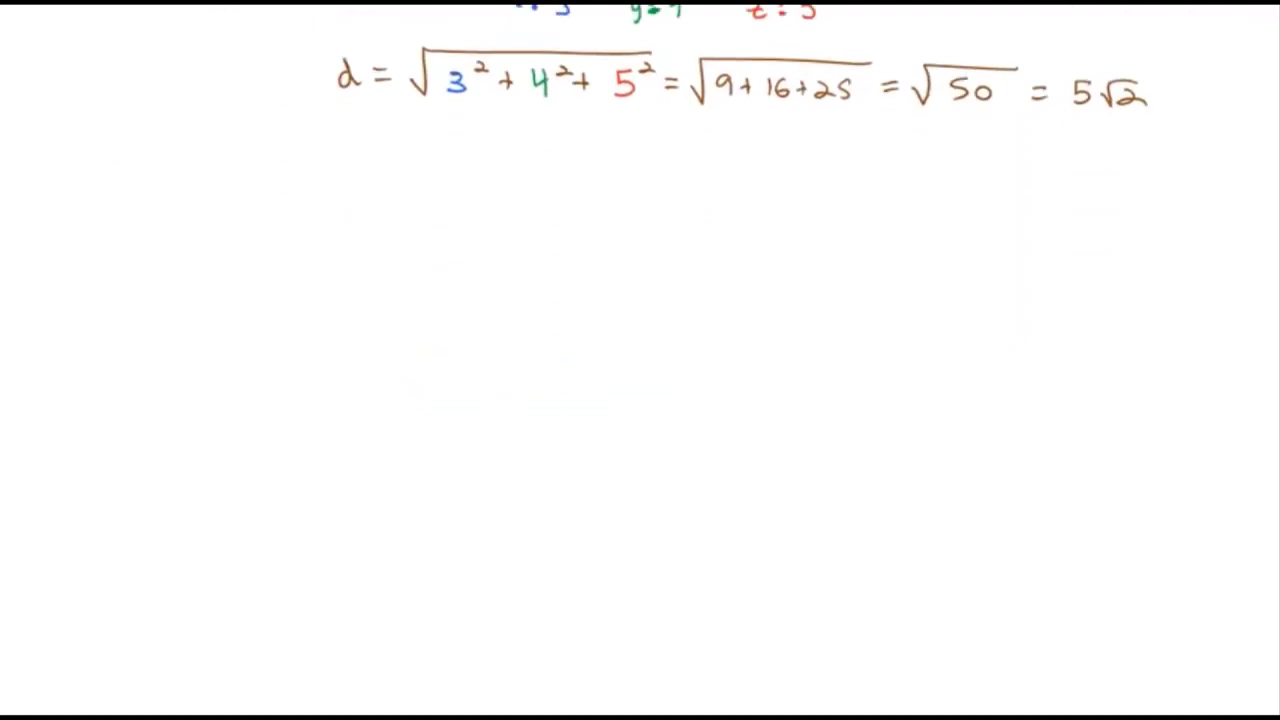 d = √(3² + 4² + 5²) = √(9+16+25) = √50 = 5√2